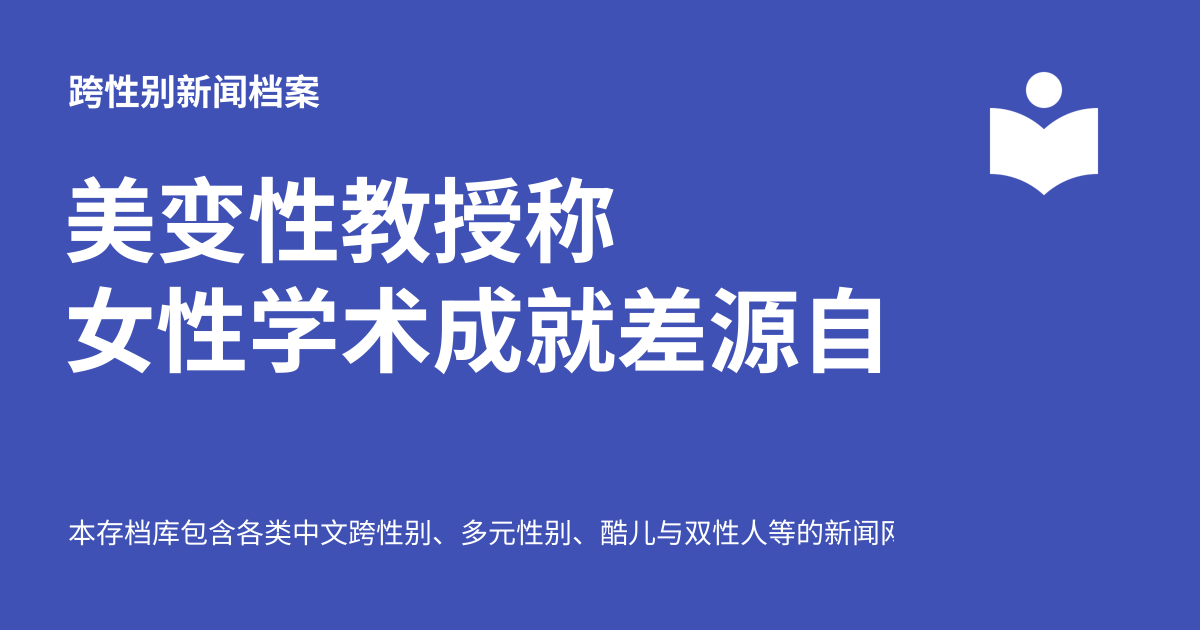 跨性别新闻档案
美变性教授称
女性学术成就差源自
本存档库包含各类中文跨性别、多元性别、酷儿与双性人等的新闻